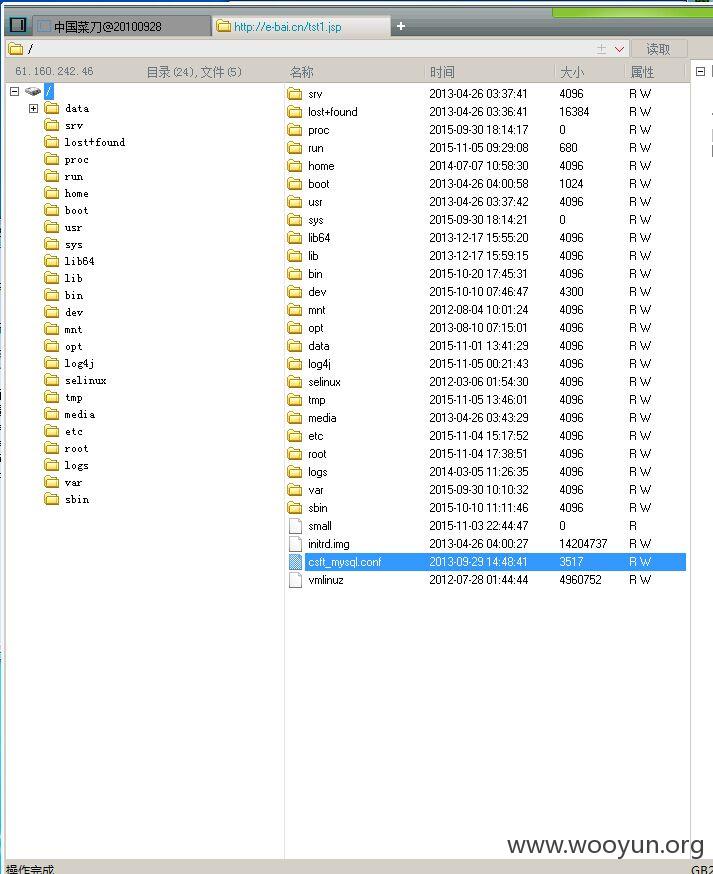 中国菜刀@20100928 http://e-bai.cn/tst1.jsp +
/ 读取
61.160.242.46 目录(24),文件(5) 名称 时间 大小 属性
/
data
srv
lost+found
proc
run
home
boot
usr
sys
lib64
lib
bin
dev
mnt
opt
log4j
selinux
tmp
media
etc
root
logs
var
sbin
srv 2013-04-26 03:37:41 4096 R W
lost+found 2013-04-26 03:36:41 16384 R W
proc 2015-09-30 18:14:17 0 R W
run 2015-11-05 09:29:08 680 R W
home 2014-07-07 10:58:30 4096 R W
boot 2013-04-26 04:00:58 1024 R W
usr 2013-04-26 03:37:42 4096 R W
sys 2015-09-30 18:14:21 0 R W
lib64 2013-12-17 15:55:20 4096 R W
lib 2013-12-17 15:59:15 4096 R W
bin 2015-10-20 17:45:31 4096 R W
dev 2015-10-10 07:46:47 4300 R W
mnt 2012-08-04 10:01:24 4096 R W
opt 2013-08-10 07:15:01 4096 R W
data 2015-11-01 13:41:29 4096 R W
log4j 2015-11-05 00:21:43 4096 R W
selinux 2012-03-06 01:54:30 4096 R W
tmp 2015-11-05 13:46:01 4096 R W
media 2013-04-26 03:43:29 4096 R W
etc 2015-11-04 15:17:52 4096 R W
root 2015-11-04 17:38:51 4096 R W
logs 2014-03-05 11:26:35 4096 R W
var 2015-09-30 10:10:32 4096 R W
sbin 2015-10-10 11:11:46 4096 R W
small 2015-11-03 22:44:47 0 R
initrd.img 2013-04-26 04:00:27 14204737 R W
csft_mysql.conf 2013-09-29 14:48:41 3517 R W
vmlinuz 2012-07-28 01:44:44 4960752 R W
www.wooyun.org
操作完成 GB2